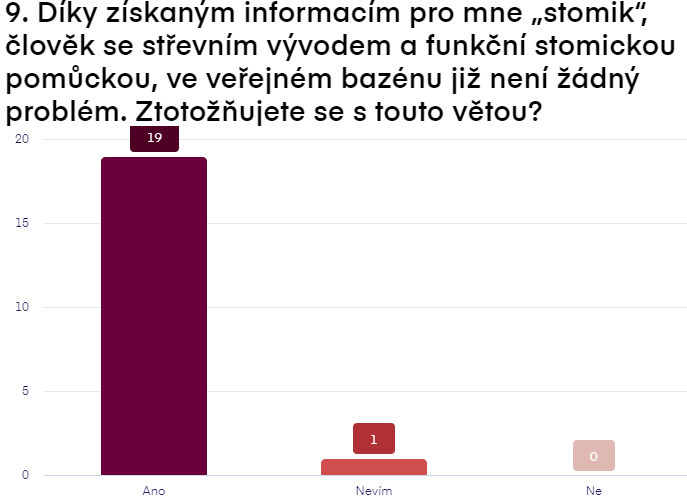 9. Díky získaným informacím pro mne „stomik“,
člověk se střevním vývodem a funkční stomickou
pomůckou, ve veřejném bazénu již není žádný
problém. Ztotožňujete se s touto větou?
20
19
15
10
5
1
0
0
Ano
Nevím
Ne